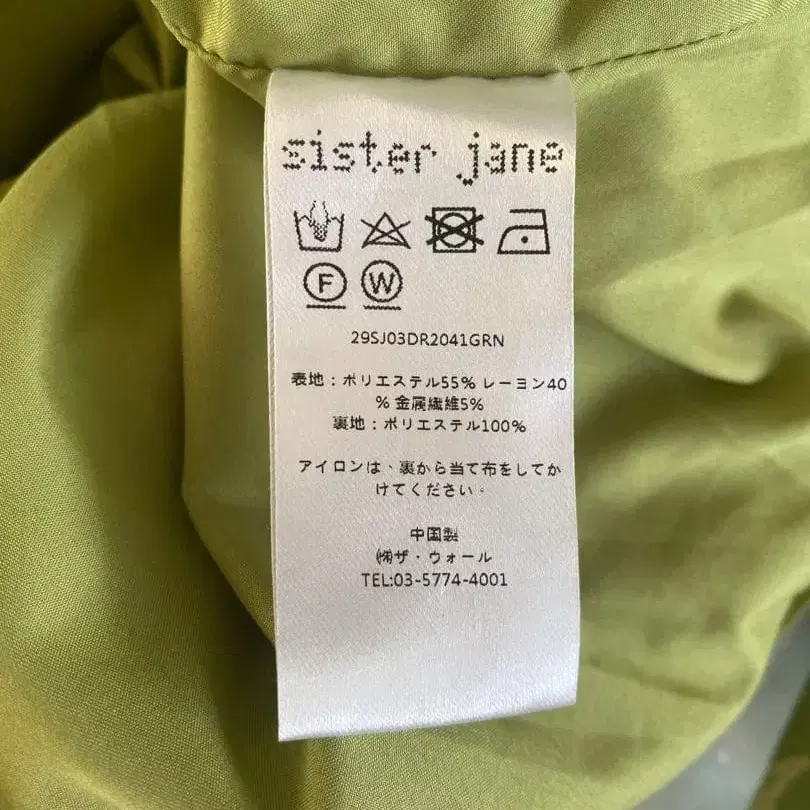 sister jane
F W
29SJ03DR2041GRN
表地：ポリエステル55% レーヨン40
% 金属繊維5%
裏地：ポリエステル100%
アイロンは、裏から当て布をしてか
けてください。
中国製
㈱ザ・ウォール
TEL:03-5774-4001